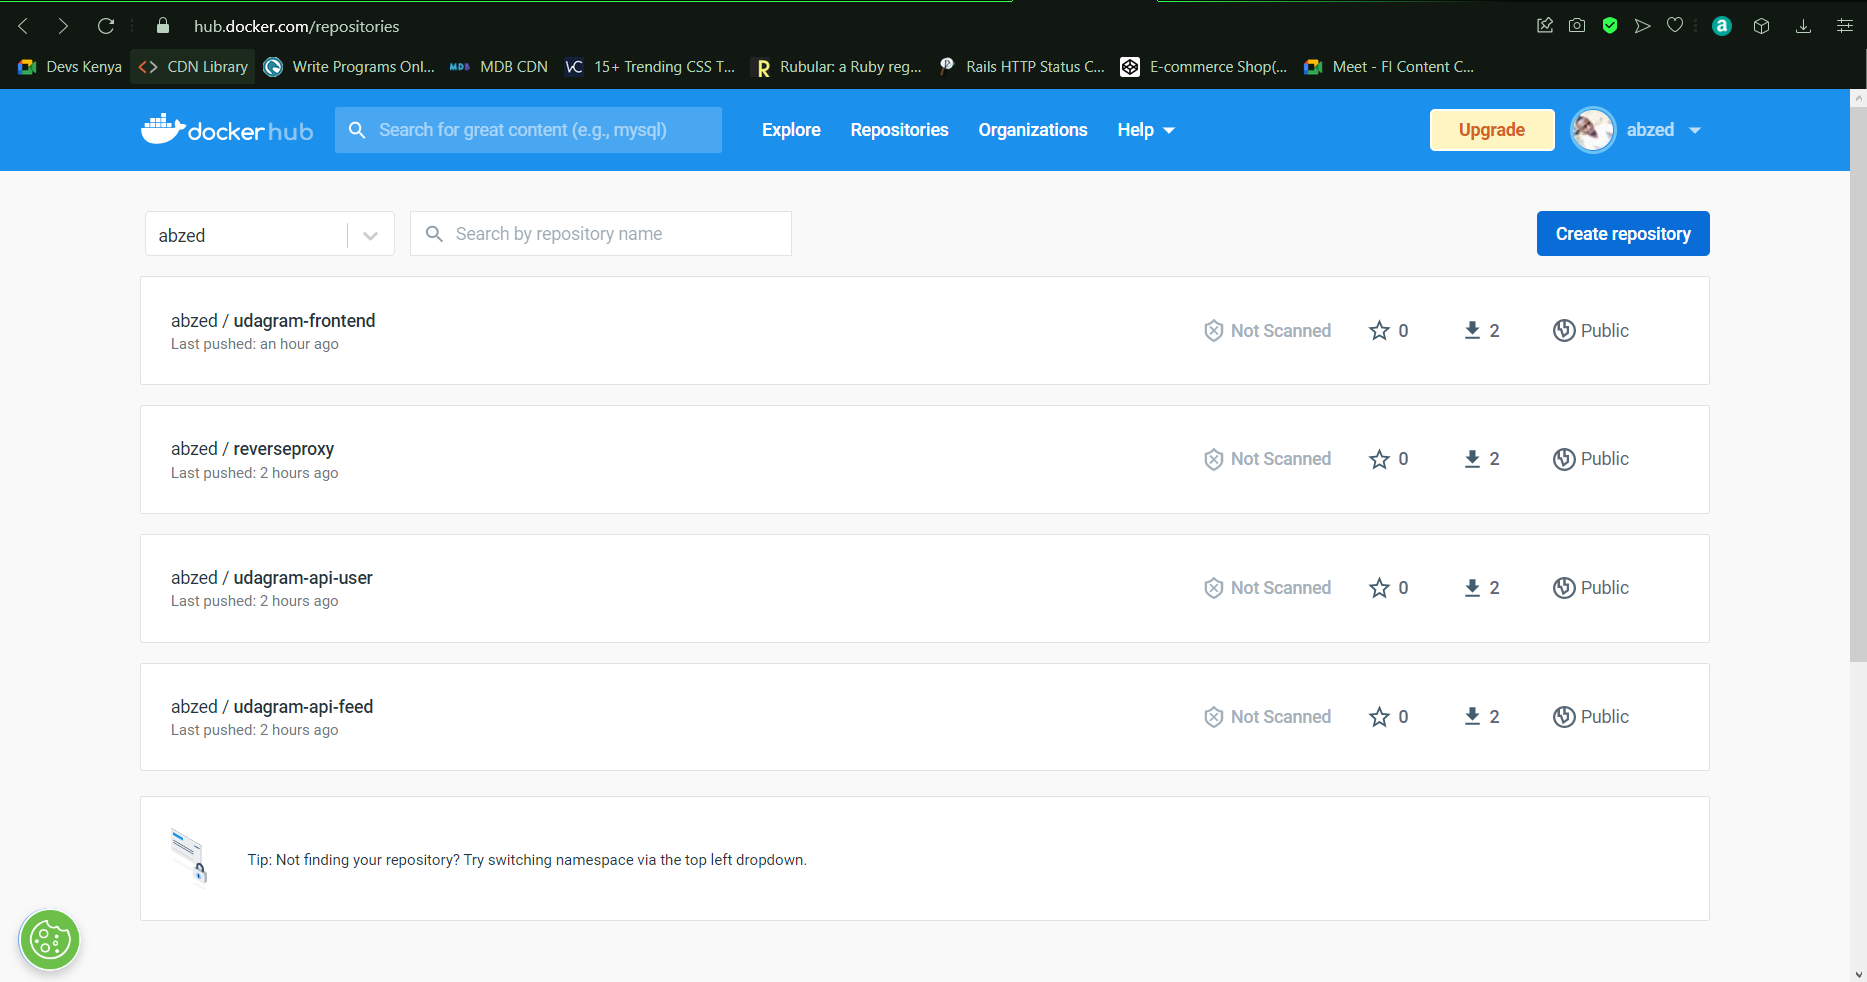 hub.docker.com/repositories
a
Devs Kenya
CDN Library
Write Programs Onl...
MDB MDB CDN
VC 15+ Trending CSS T...
R Rubular: a Ruby reg...
Rails HTTP Status C...
E-commerce Shop(...
Meet - FI Content C...
docker hub
Search for great content (e.g., mysql)
Explore
Repositories
Organizations
Help
Upgrade
abzed
abzed
Search by repository name
Create repository
abzed / udagram-frontend
Last pushed: an hour ago
Not Scanned
0
2
Public
abzed / reverseproxy
Last pushed: 2 hours ago
Not Scanned
0
2
Public
abzed / udagram-api-user
Last pushed: 2 hours ago
Not Scanned
0
2
Public
abzed / udagram-api-feed
Last pushed: 2 hours ago
Not Scanned
0
2
Public
Tip: Not finding your repository? Try switching namespace via the top left dropdown.